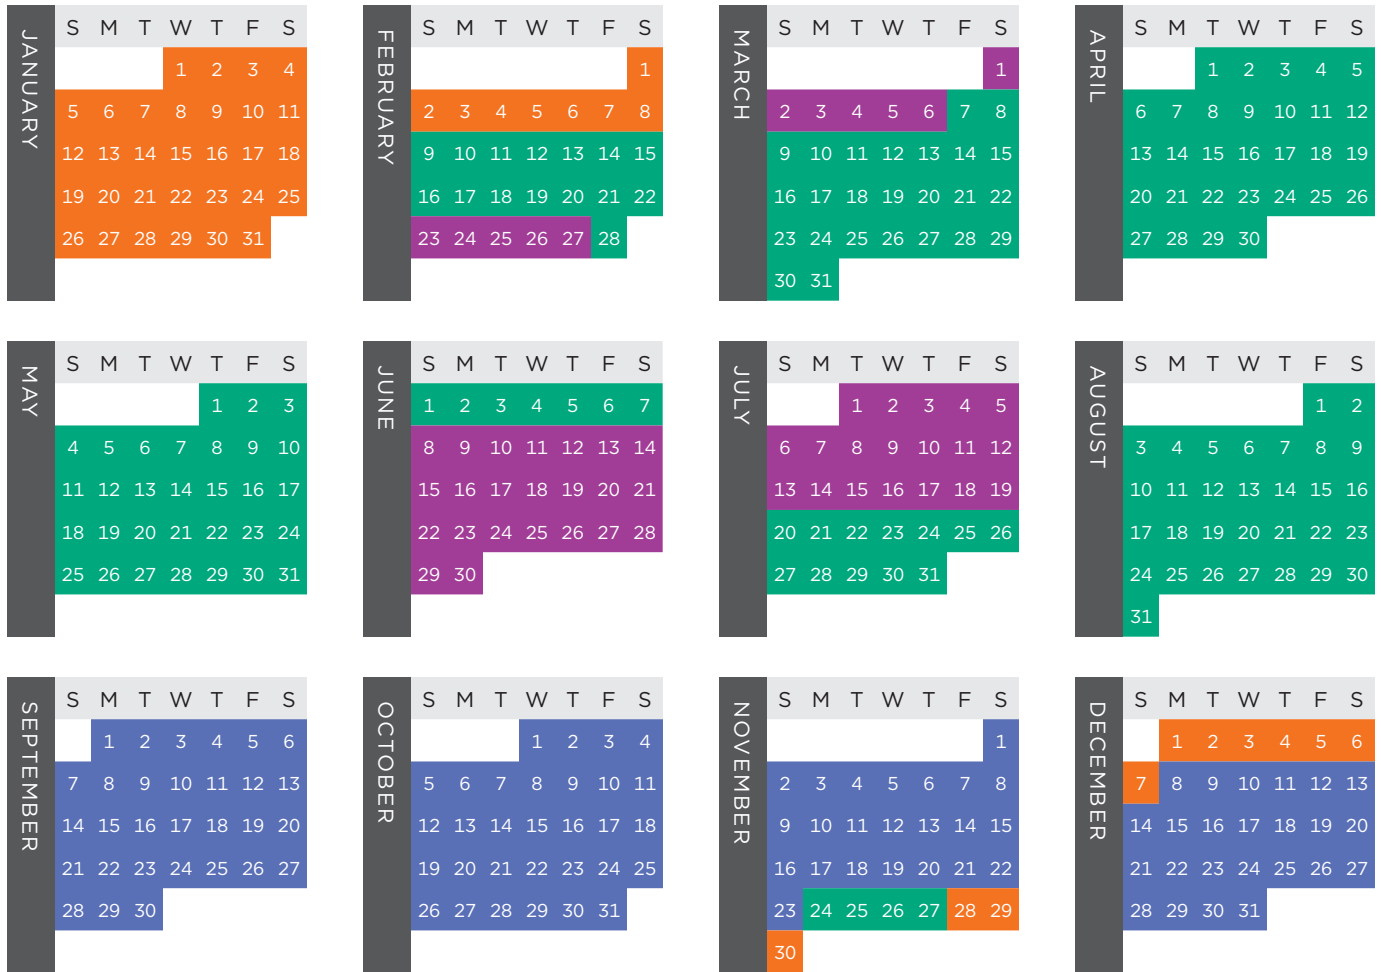 JANUARY
S M T W T F S
1 2 3 4
5 6 7 8 9 10 11
12 13 14 15 16 17 18
19 20 21 22 23 24 25
26 27 28 29 30 31
FEBRUARY
S M T W T F S
1
2 3 4 5 6 7 8
9 10 11 12 13 14 15
16 17 18 19 20 21 22
23 24 25 26 27 28
MARCH
S M T W T F S
1
2 3 4 5 6 7 8
9 10 11 12 13 14 15
16 17 18 19 20 21 22
23 24 25 26 27 28 29
30 31
APRIL
S M T W T F S
1 2 3 4 5
6 7 8 9 10 11 12
13 14 15 16 17 18 19
20 21 22 23 24 25 26
27 28 29 30
MAY
S M T W T F S
1 2 3
4 5 6 7 8 9 10
11 12 13 14 15 16 17
18 19 20 21 22 23 24
25 26 27 28 29 30 31
JUNE
S M T W T F S
1 2 3 4 5 6 7
8 9 10 11 12 13 14
15 16 17 18 19 20 21
22 23 24 25 26 27 28
29 30
JULY
S M T W T F S
1 2 3 4 5
6 7 8 9 10 11 12
13 14 15 16 17 18 19
20 21 22 23 24 25 26
27 28 29 30 31
AUGUST
S M T W T F S
1 2
3 4 5 6 7 8 9
10 11 12 13 14 15 16
17 18 19 20 21 22 23
24 25 26 27 28 29 30
31
SEPTEMBER
S M T W T F S
1 2 3 4 5 6
7 8 9 10 11 12 13
14 15 16 17 18 19 20
21 22 23 24 25 26 27
28 29 30
OCTOBER
S M T W T F S
1 2 3 4
5 6 7 8 9 10 11
12 13 14 15 16 17 18
19 20 21 22 23 24 25
26 27 28 29 30 31
NOVEMBER
S M T W T F S
1
2 3 4 5 6 7 8
9 10 11 12 13 14 15
16 17 18 19 20 21 22
23 24 25 26 27 28 29
30
DECEMBER
S M T W T F S
1 2 3 4 5 6
7 8 9 10 11 12 13
14 15 16 17 18 19 20
21 22 23 24 25 26 27
28 29 30 31